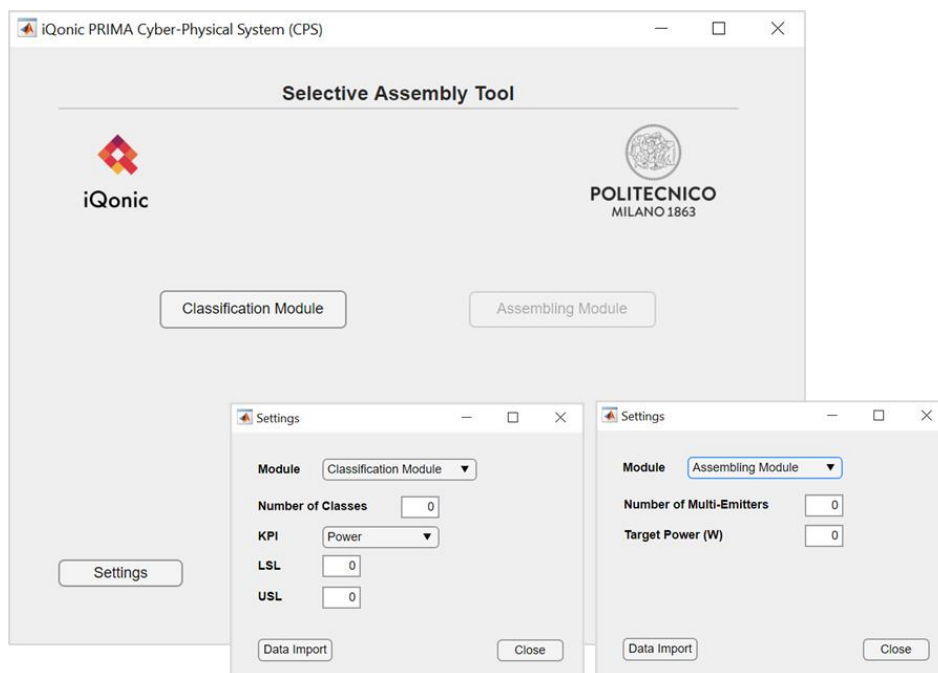 iQonic PRIMA Cyber-Physical System (CPS)
Selective Assembly Tool
iQonic
POLITECNICO
MILANO 1863
Classification Module
Assembling Module
Settings
Settings
Module Classification Module
Number of Classes 0
KPI Power
LSL 0
USL 0
Data Import Close
Settings
Module Assembling Module
Number of Multi-Emitters 0
Target Power (W) 0
Data Import Close